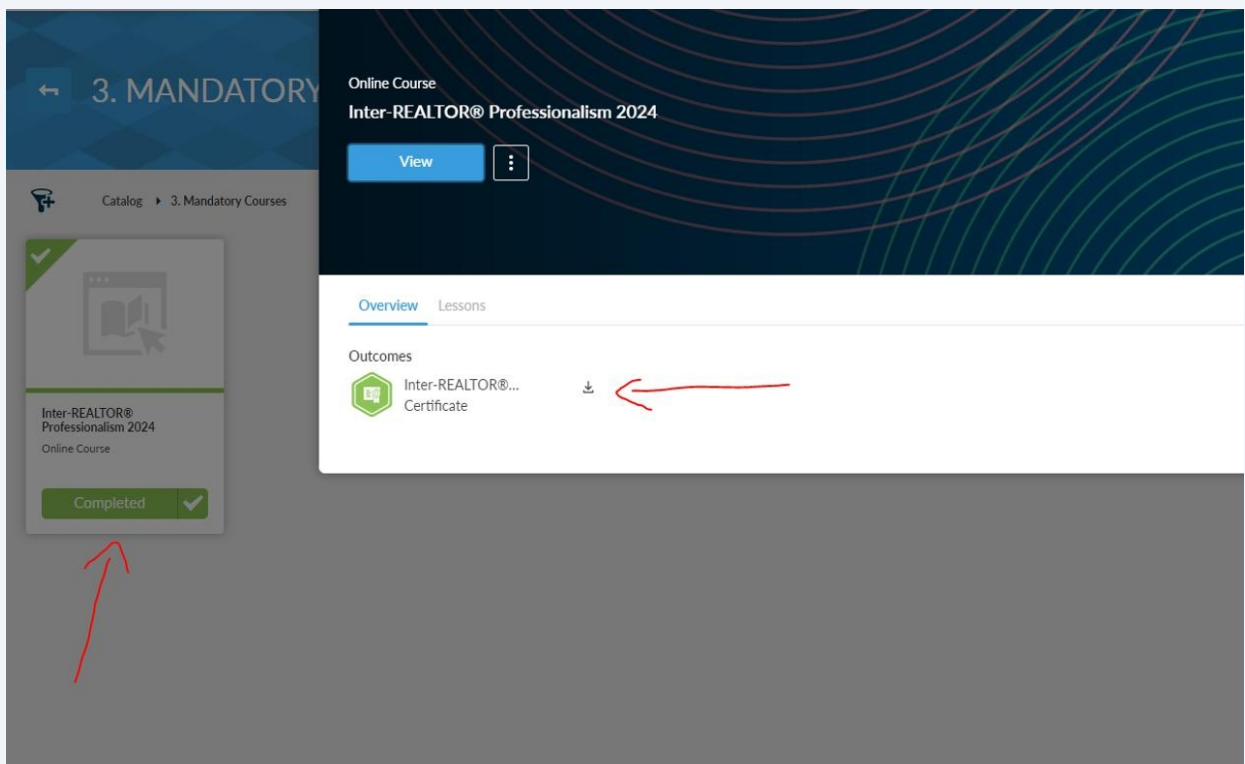 3. MANDATORY
Catalog ▸ 3. Mandatory Courses
Inter-REALTOR®
Professionalism 2024
Online Course
Completed
Online Course
Inter-REALTOR® Professionalism 2024
View
Overview Lessons
Outcomes
Inter-REALTOR®...
Certificate